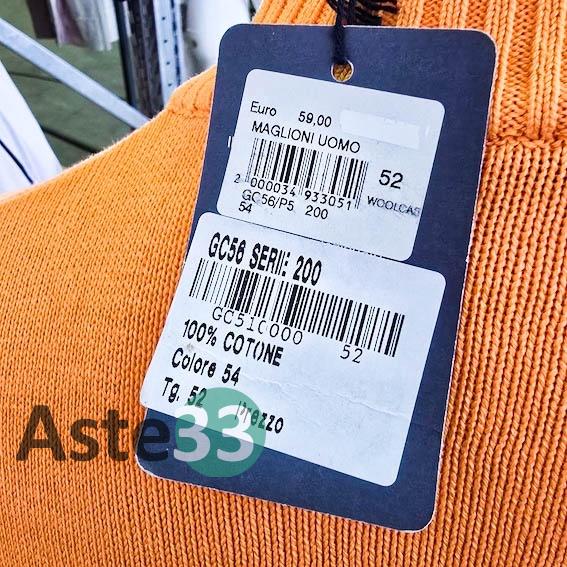 Euro 59,00
MAGLIONI UOMO
52
2 000034 933051
GC56/P5 200
54
WOOLCAS
GC56 SERII: 200
GC510000 52
100% COTONE
Colore 54
Tg. 52 Prezzo
Aste33